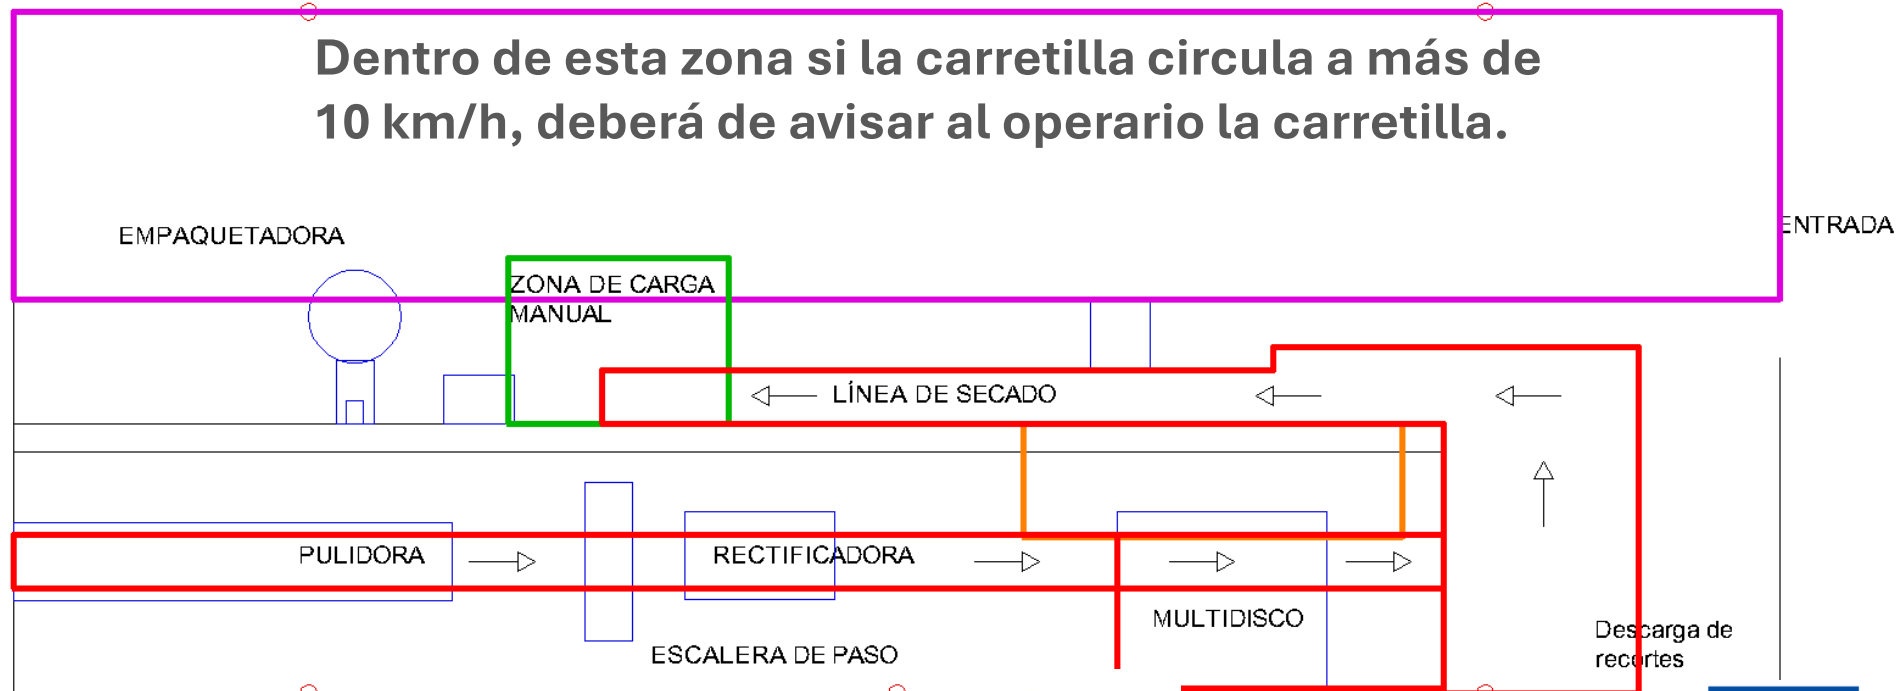 Dentro de esta zona si la carretilla circula a más de
10 km/h, deberá de avisar al operario la carretilla.
EMPAQUETADORA
ENTRADA
ZONA DE CARGA
MANUAL
LÍNEA DE SECADO
PULIDORA
RECTIFICADORA
MULTIDISCO
ESCALERA DE PASO
Descarga de
recortes